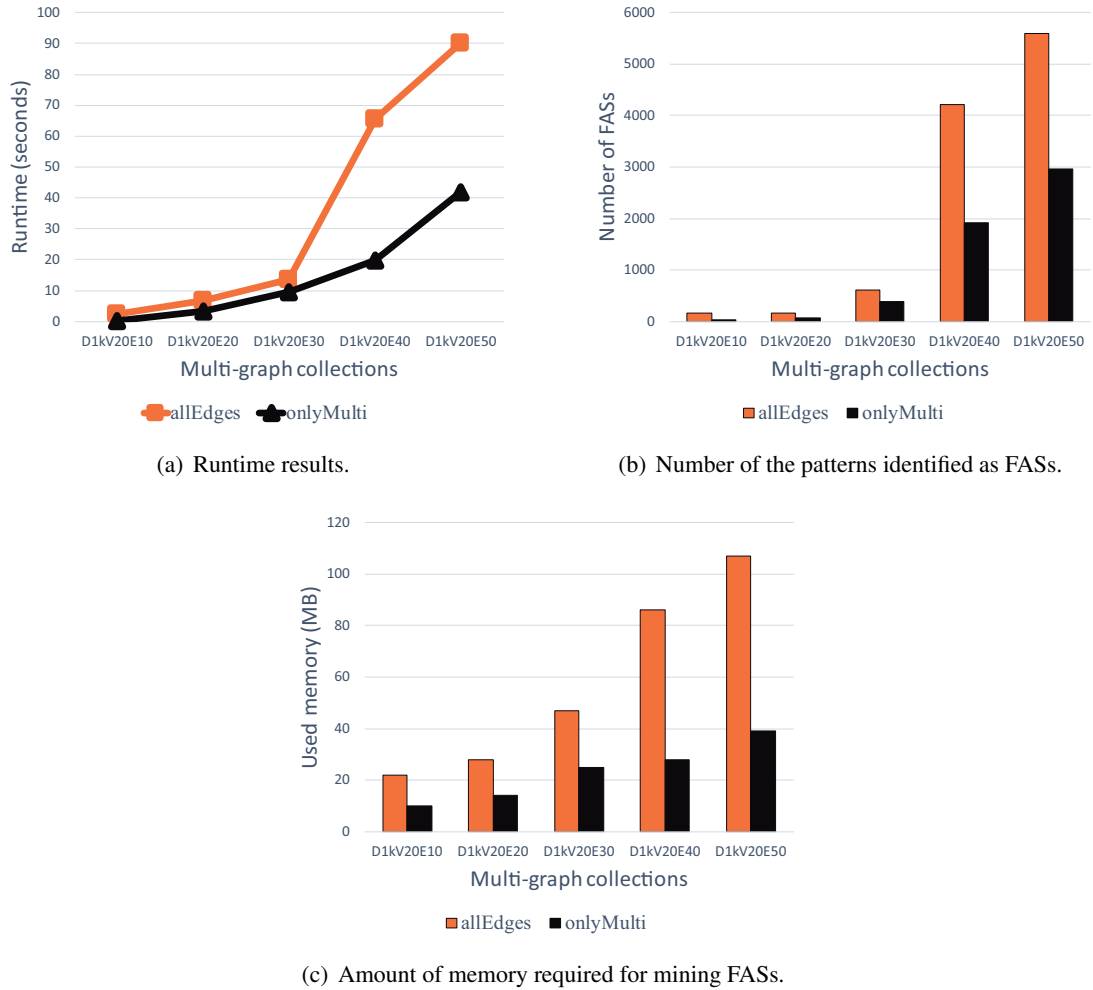 100
90
80
70
60
50
40
30
20
10
0
Runtime (seconds)
D1kV20E10 D1kV20E20 D1kV20E30 D1kV20E40 D1kV20E50
Multi-graph collections
allEdges onlyMulti
(a) Runtime results.
6000
5000
4000
3000
2000
1000
0
Number of FASs
D1kV20E10 D1kV20E20 D1kV20E30 D1kV20E40 D1kV20E50
Multi-graph collections
allEdges onlyMulti
(b) Number of the patterns identified as FASs.
120
100
80
60
40
20
0
Used memory (MB)
D1kV20E10 D1kV20E20 D1kV20E30 D1kV20E40 D1kV20E50
Multi-graph collections
allEdges onlyMulti
(c) Amount of memory required for mining FASs.